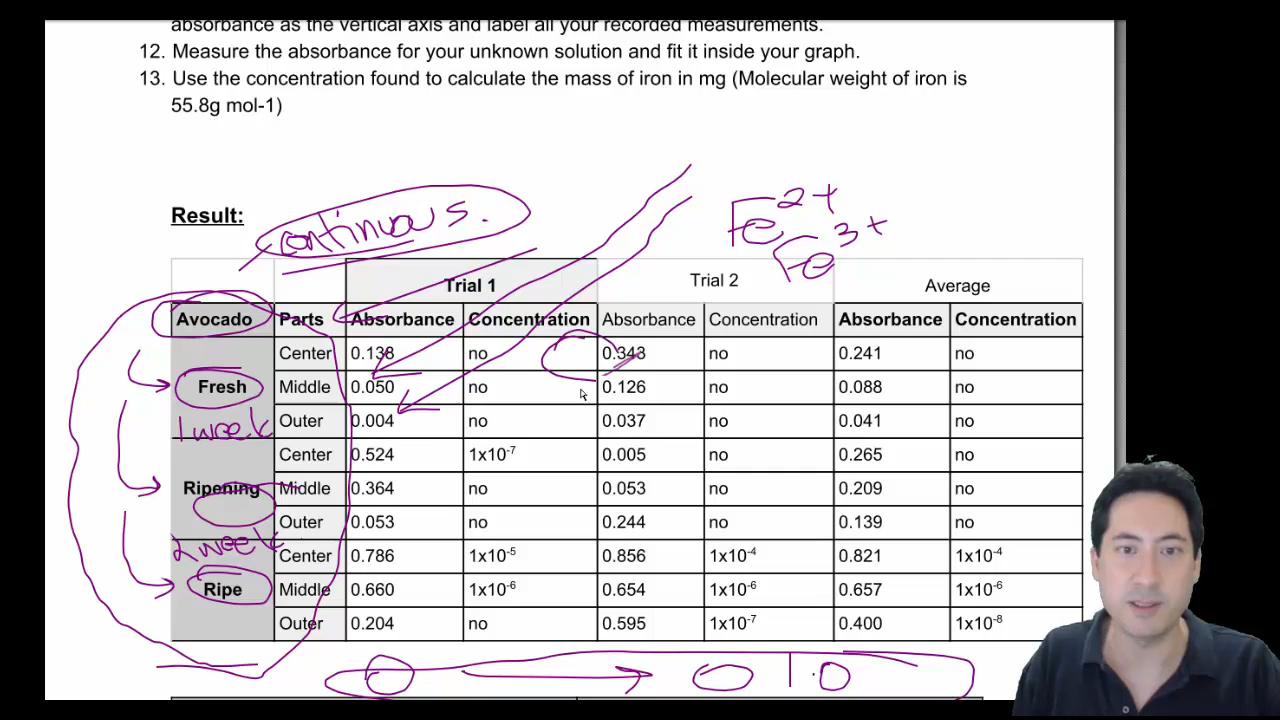 absorbance as the vertical axis and label all your recorded measurements.
12. Measure the absorbance for your unknown solution and fit it inside your graph.
13. Use the concentration found to calculate the mass of iron in mg (Molecular weight of iron is
55.8g mol-1)
Result:
continuous.
Fe2+
Fe3+
Trial 1 Trial 2 Average
Avocado Parts Absorbance Concentration Absorbance Concentration Absorbance Concentration
Center 0.138 no 0.343 no 0.241 no
Fresh Middle 0.050 no 0.126 no 0.088 no
1 week Outer 0.004 no 0.037 no 0.041 no
Center 0.524 1x10-7 0.005 no 0.265 no
Ripening Middle 0.364 no 0.053 no 0.209 no
Outer 0.053 no 0.244 no 0.139 no
2 week Center 0.786 1x10-5 0.856 1x10-4 0.821 1x10-4
Ripe Middle 0.660 1x10-6 0.654 1x10-6 0.657 1x10-6
Outer 0.204 no 0.595 1x10-7 0.400 1x10-8